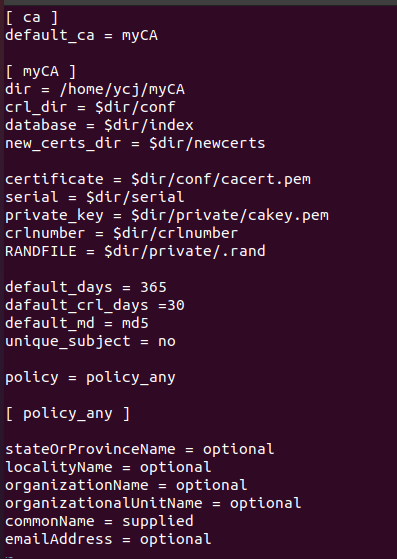 [ ca ]
default_ca = myCA
[ myCA ]
dir = /home/ycj/myCA
crl_dir = $dir/conf
database = $dir/index
new_certs_dir = $dir/newcerts
certificate = $dir/conf/cacert.pem
serial = $dir/serial
private_key = $dir/private/cakey.pem
crlnumber = $dir/crlnumber
RANDFILE = $dir/private/.rand
default_days = 365
dafault_crl_days =30
default_md = md5
unique_subject = no
policy = policy_any
[ policy_any ]
stateOrProvinceName = optional
localityName = optional
organizationName = optional
organizationalUnitName = optional
commonName = supplied
emailAddress = optional